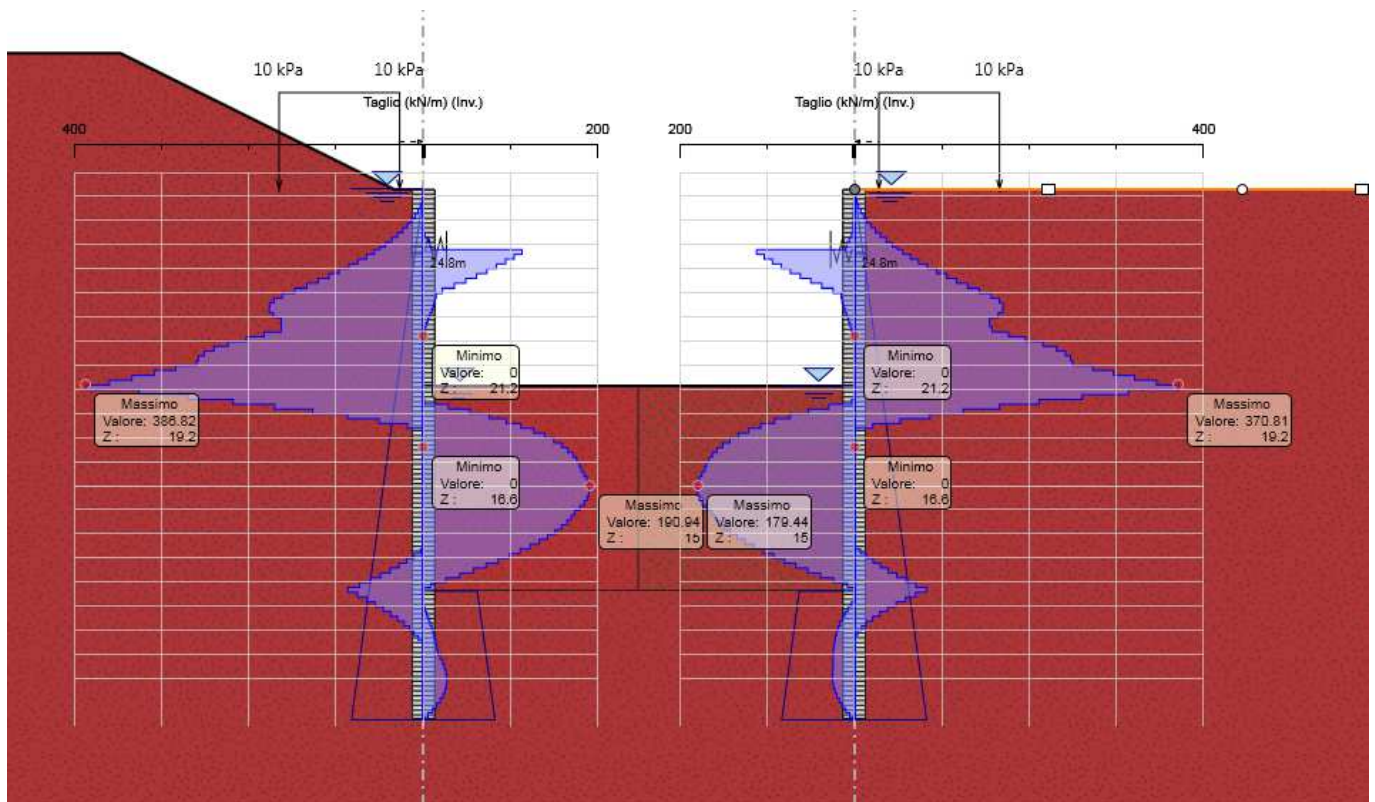 10 kPa
10 kPa
10 kPa
10 kPa
Taglio (kN/m) (Inv.)
Taglio (kN/m) (Inv.)
400
200
200
400
24.8m
24.8m
Minimo
Valore: 0
Z : 21.2
Minimo
Valore: 0
Z : 21.2
Massimo
Valore: 386.82
Z : 19.2
Massimo
Valore: 370.81
Z : 19.2
Minimo
Valore: 0
Z : 16.6
Minimo
Valore: 0
Z : 16.6
Massimo
Valore: 190.94
Z : 15
Massimo
Valore: 179.44
Z : 15